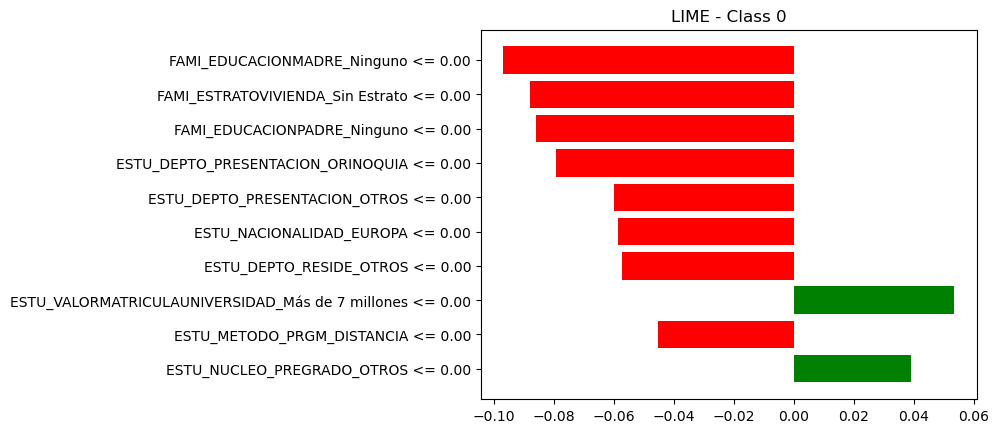 LIME - Class 0
FAMI_EDUCACIONMADRE_Ninguno <= 0.00
FAMI_ESTRATOVIVIENDA_Sin Estrato <= 0.00
FAMI_EDUCACIONPADRE_Ninguno <= 0.00
ESTU_DEPTO_PRESENTACION_ORINOQUIA <= 0.00
ESTU_DEPTO_PRESENTACION_OTROS <= 0.00
ESTU_NACIONALIDAD_EUROPA <= 0.00
ESTU_DEPTO_RESIDE_OTROS <= 0.00
ESTU_VALORMATRICULAUNIVERSIDAD_Más de 7 millones <= 0.00
ESTU_METODO_PRGM_DISTANCIA <= 0.00
ESTU_NUCLEO_PREGRADO_OTROS <= 0.00
−0.10 −0.08 −0.06 −0.04 −0.02 0.00 0.02 0.04 0.06